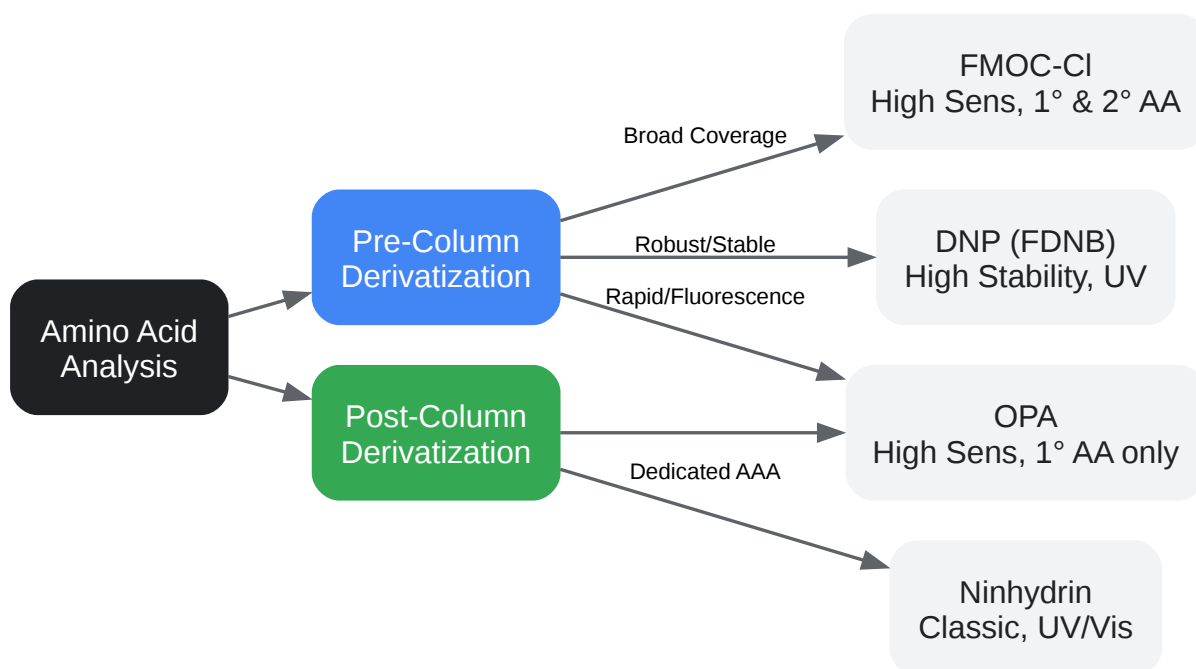 FMOC-Cl
High Sens, 1° & 2° AA
Broad Coverage
Pre-Column
Derivatization
Robust/Stable
DNP (FDNB)
High Stability, UV
Rapid/Fluorescence
Amino Acid
Analysis
Post-Column
Derivatization
OPA
High Sens, 1° AA only
Dedicated AAA
Ninhydrin
Classic, UV/Vis